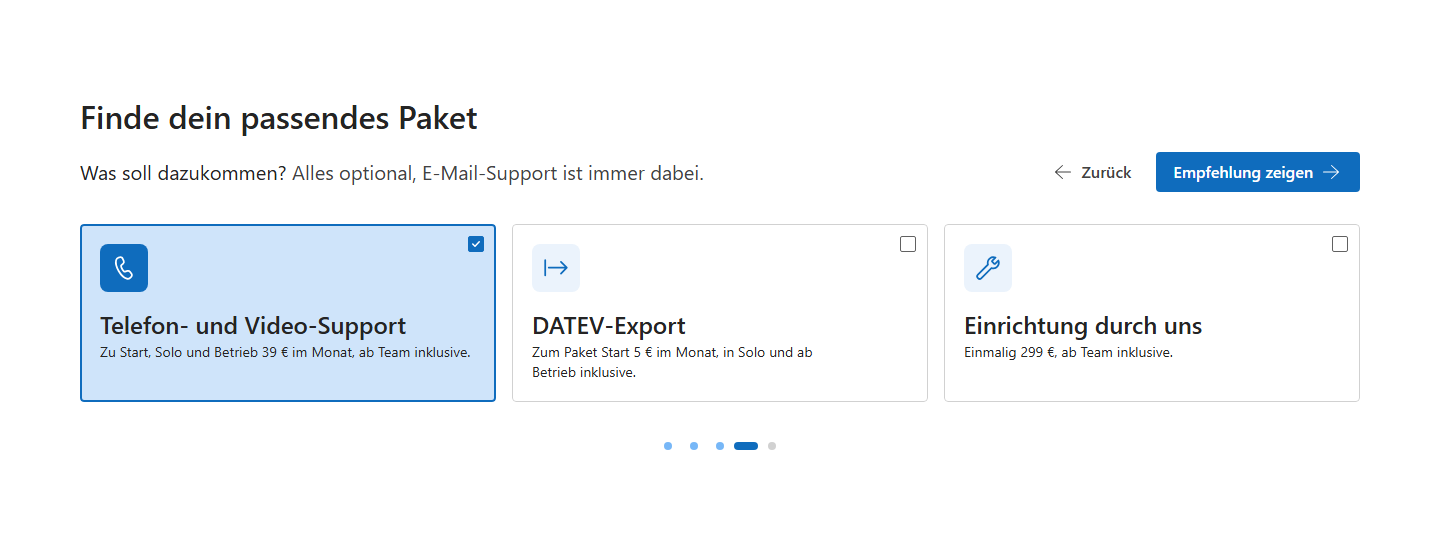 Finde dein passendes Paket
Was soll dazukommen? Alles optional, E-Mail-Support ist immer dabei.
Zurück
Empfehlung zeigen
Telefon- und Video-Support
Zu Start, Solo und Betrieb 39 € im Monat, ab Team inklusive.
DATEV-Export
Zum Paket Start 5 € im Monat, in Solo und ab
Betrieb inklusive.
Einrichtung durch uns
Einmalig 299 €, ab Team inklusive.